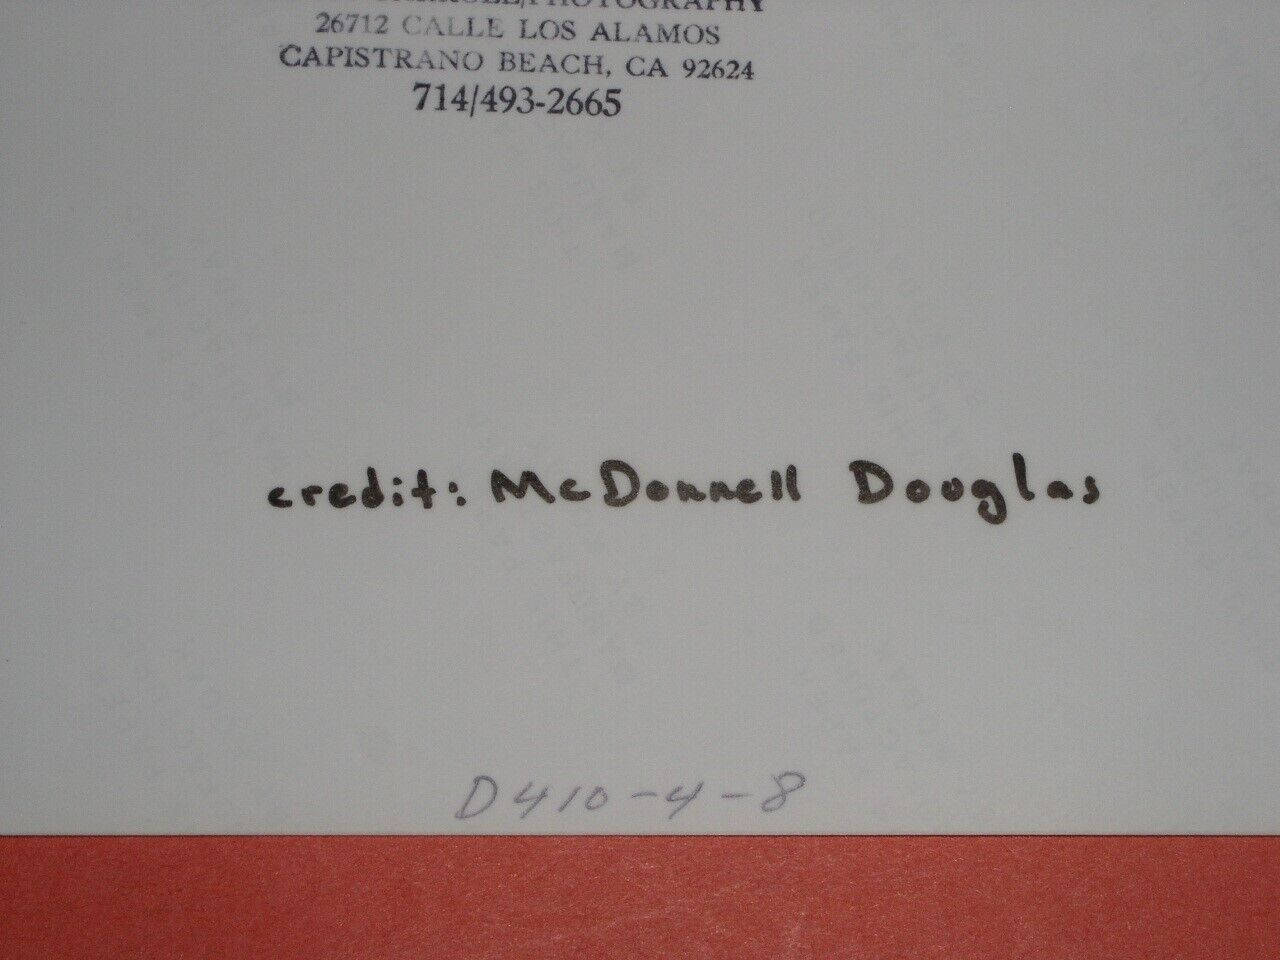 26712 CALLE LOS ALAMOS
CAPISTRANO BEACH, CA 92624
714/493-2665
credit: McDonnell Douglas
D410-4-8